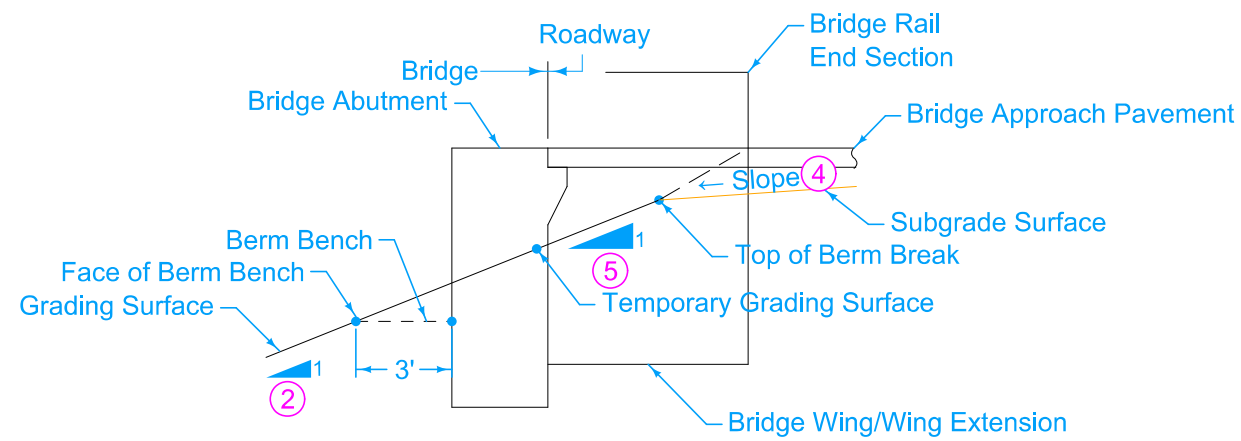 Roadway
Bridge
Bridge Abutment
Bridge Rail
End Section
Bridge Approach Pavement
← Slope 4
Subgrade Surface
Top of Berm Break
1
5
Temporary Grading Surface
Berm Bench
Face of Berm Bench
Grading Surface
1
2
3'
Bridge Wing/Wing Extension